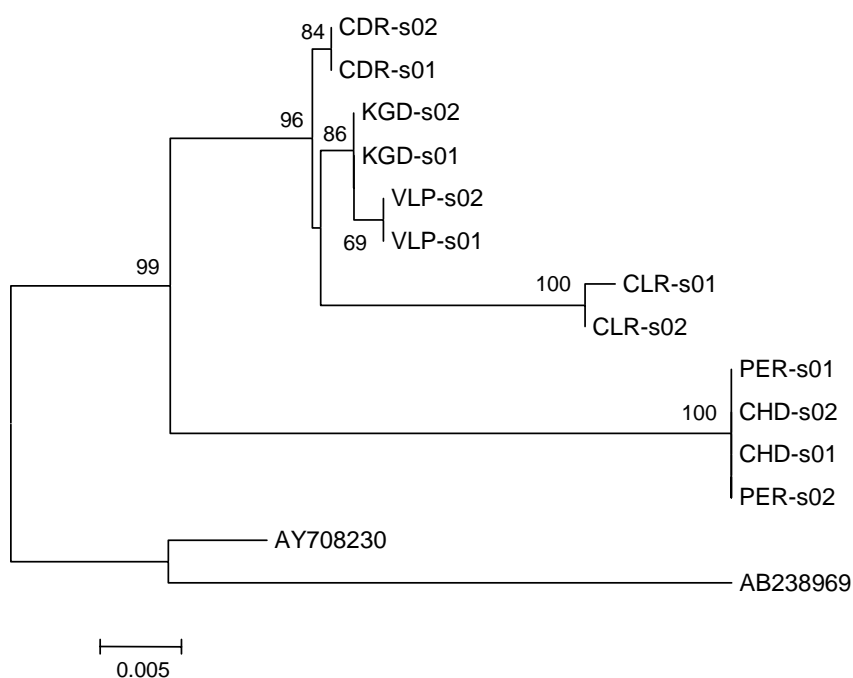 84
CDR-s02
CDR-s01
96
KGD-s02
86
KGD-s01
VLP-s02
69
VLP-s01
99
100
CLR-s01
CLR-s02
PER-s01
100
CHD-s02
CHD-s01
PER-s02
AY708230
AB238969
0.005